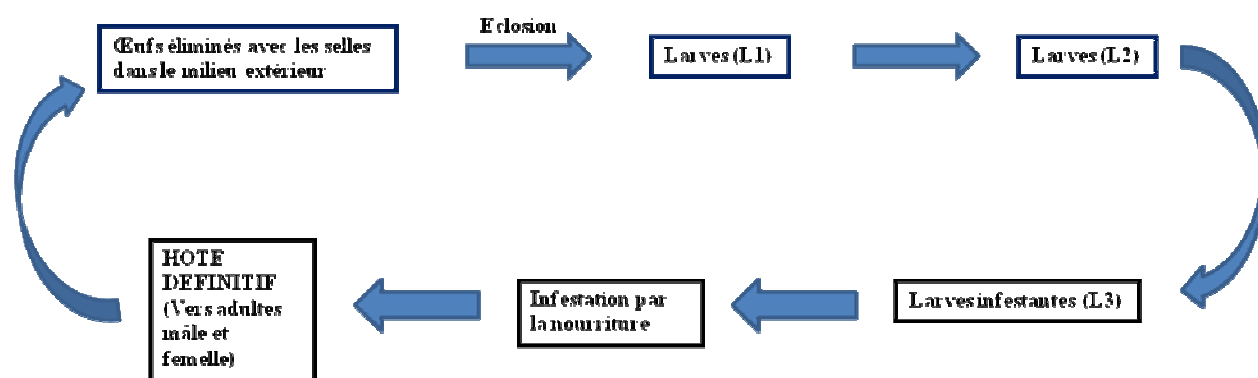 Œufs éliminés avec les selles
dans le milieu extérieur
Eclosion
Larves (L1)
Larves (L2)
Larves infestantes (L3)
Infestation par
la nourriture
HOTE
DEFINITIF
(Vers adultes
mâle et
femelle)